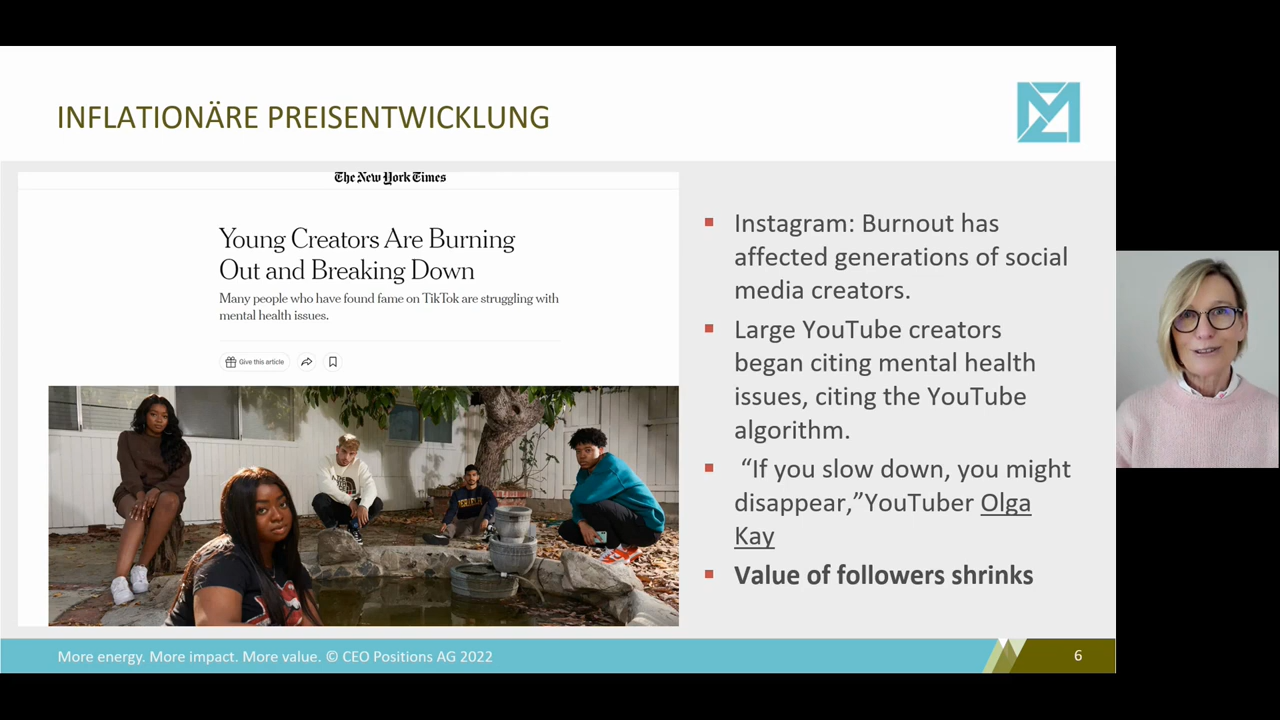 INFLATIONÄRE PREISENTWICKLUNG
The New York Times
Young Creators Are Burning
Out and Breaking Down
Many people who have found fame on TikTok are struggling with
mental health issues.
Give this article
Instagram: Burnout has
affected generations of social
media creators.
Large YouTube creators
began citing mental health
issues, citing the YouTube
algorithm.
“If you slow down, you might
disappear,”YouTuber Olga
Kay
Value of followers shrinks
More energy. More impact. More value. © CEO Positions AG 2022
6